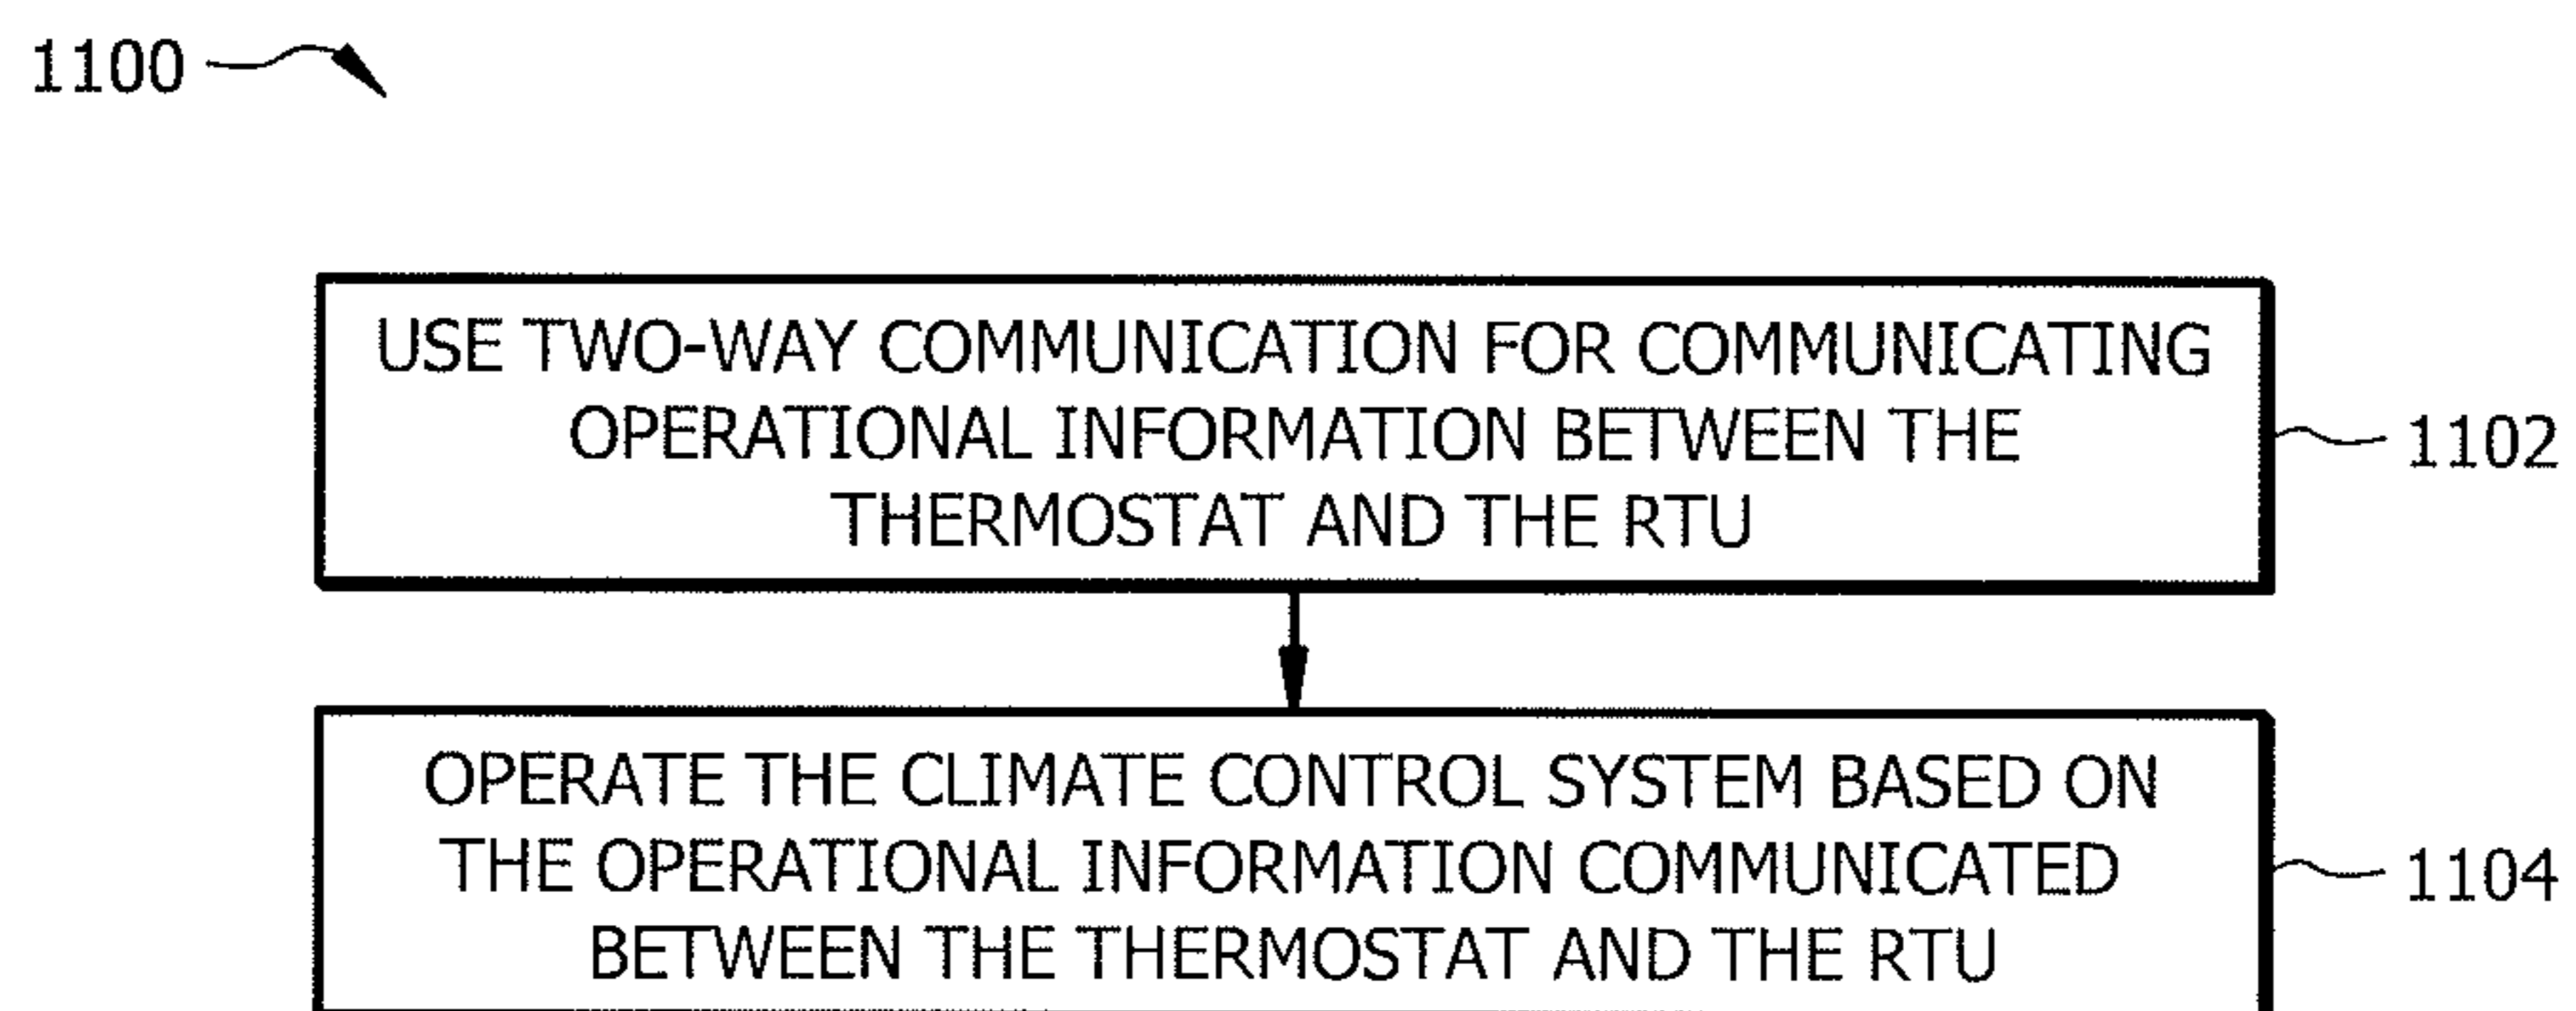 1100
USE TWO-WAY COMMUNICATION FOR COMMUNICATING
OPERATIONAL INFORMATION BETWEEN THE
THERMOSTAT AND THE RTU
1102
OPERATE THE CLIMATE CONTROL SYSTEM BASED ON
THE OPERATIONAL INFORMATION COMMUNICATED
BETWEEN THE THERMOSTAT AND THE RTU
1104